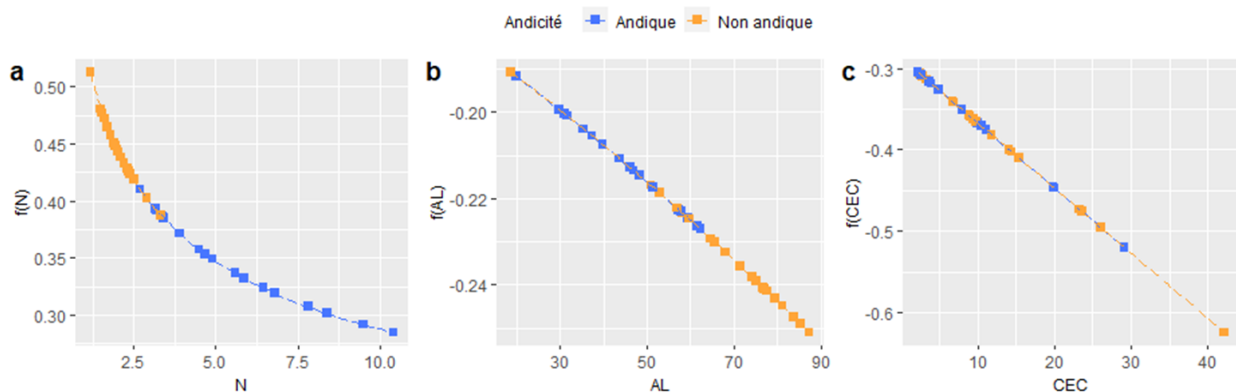 Andicité Andique Non andique
a b c
0.50
0.45
0.40
0.35
0.30
f(N)
2.5 5.0 7.5 10.0
N
-0.20
-0.22
-0.24
f(AL)
30 50 70 90
AL
-0.3
-0.4
-0.5
-0.6
f(CEC)
10 20 30 40
CEC